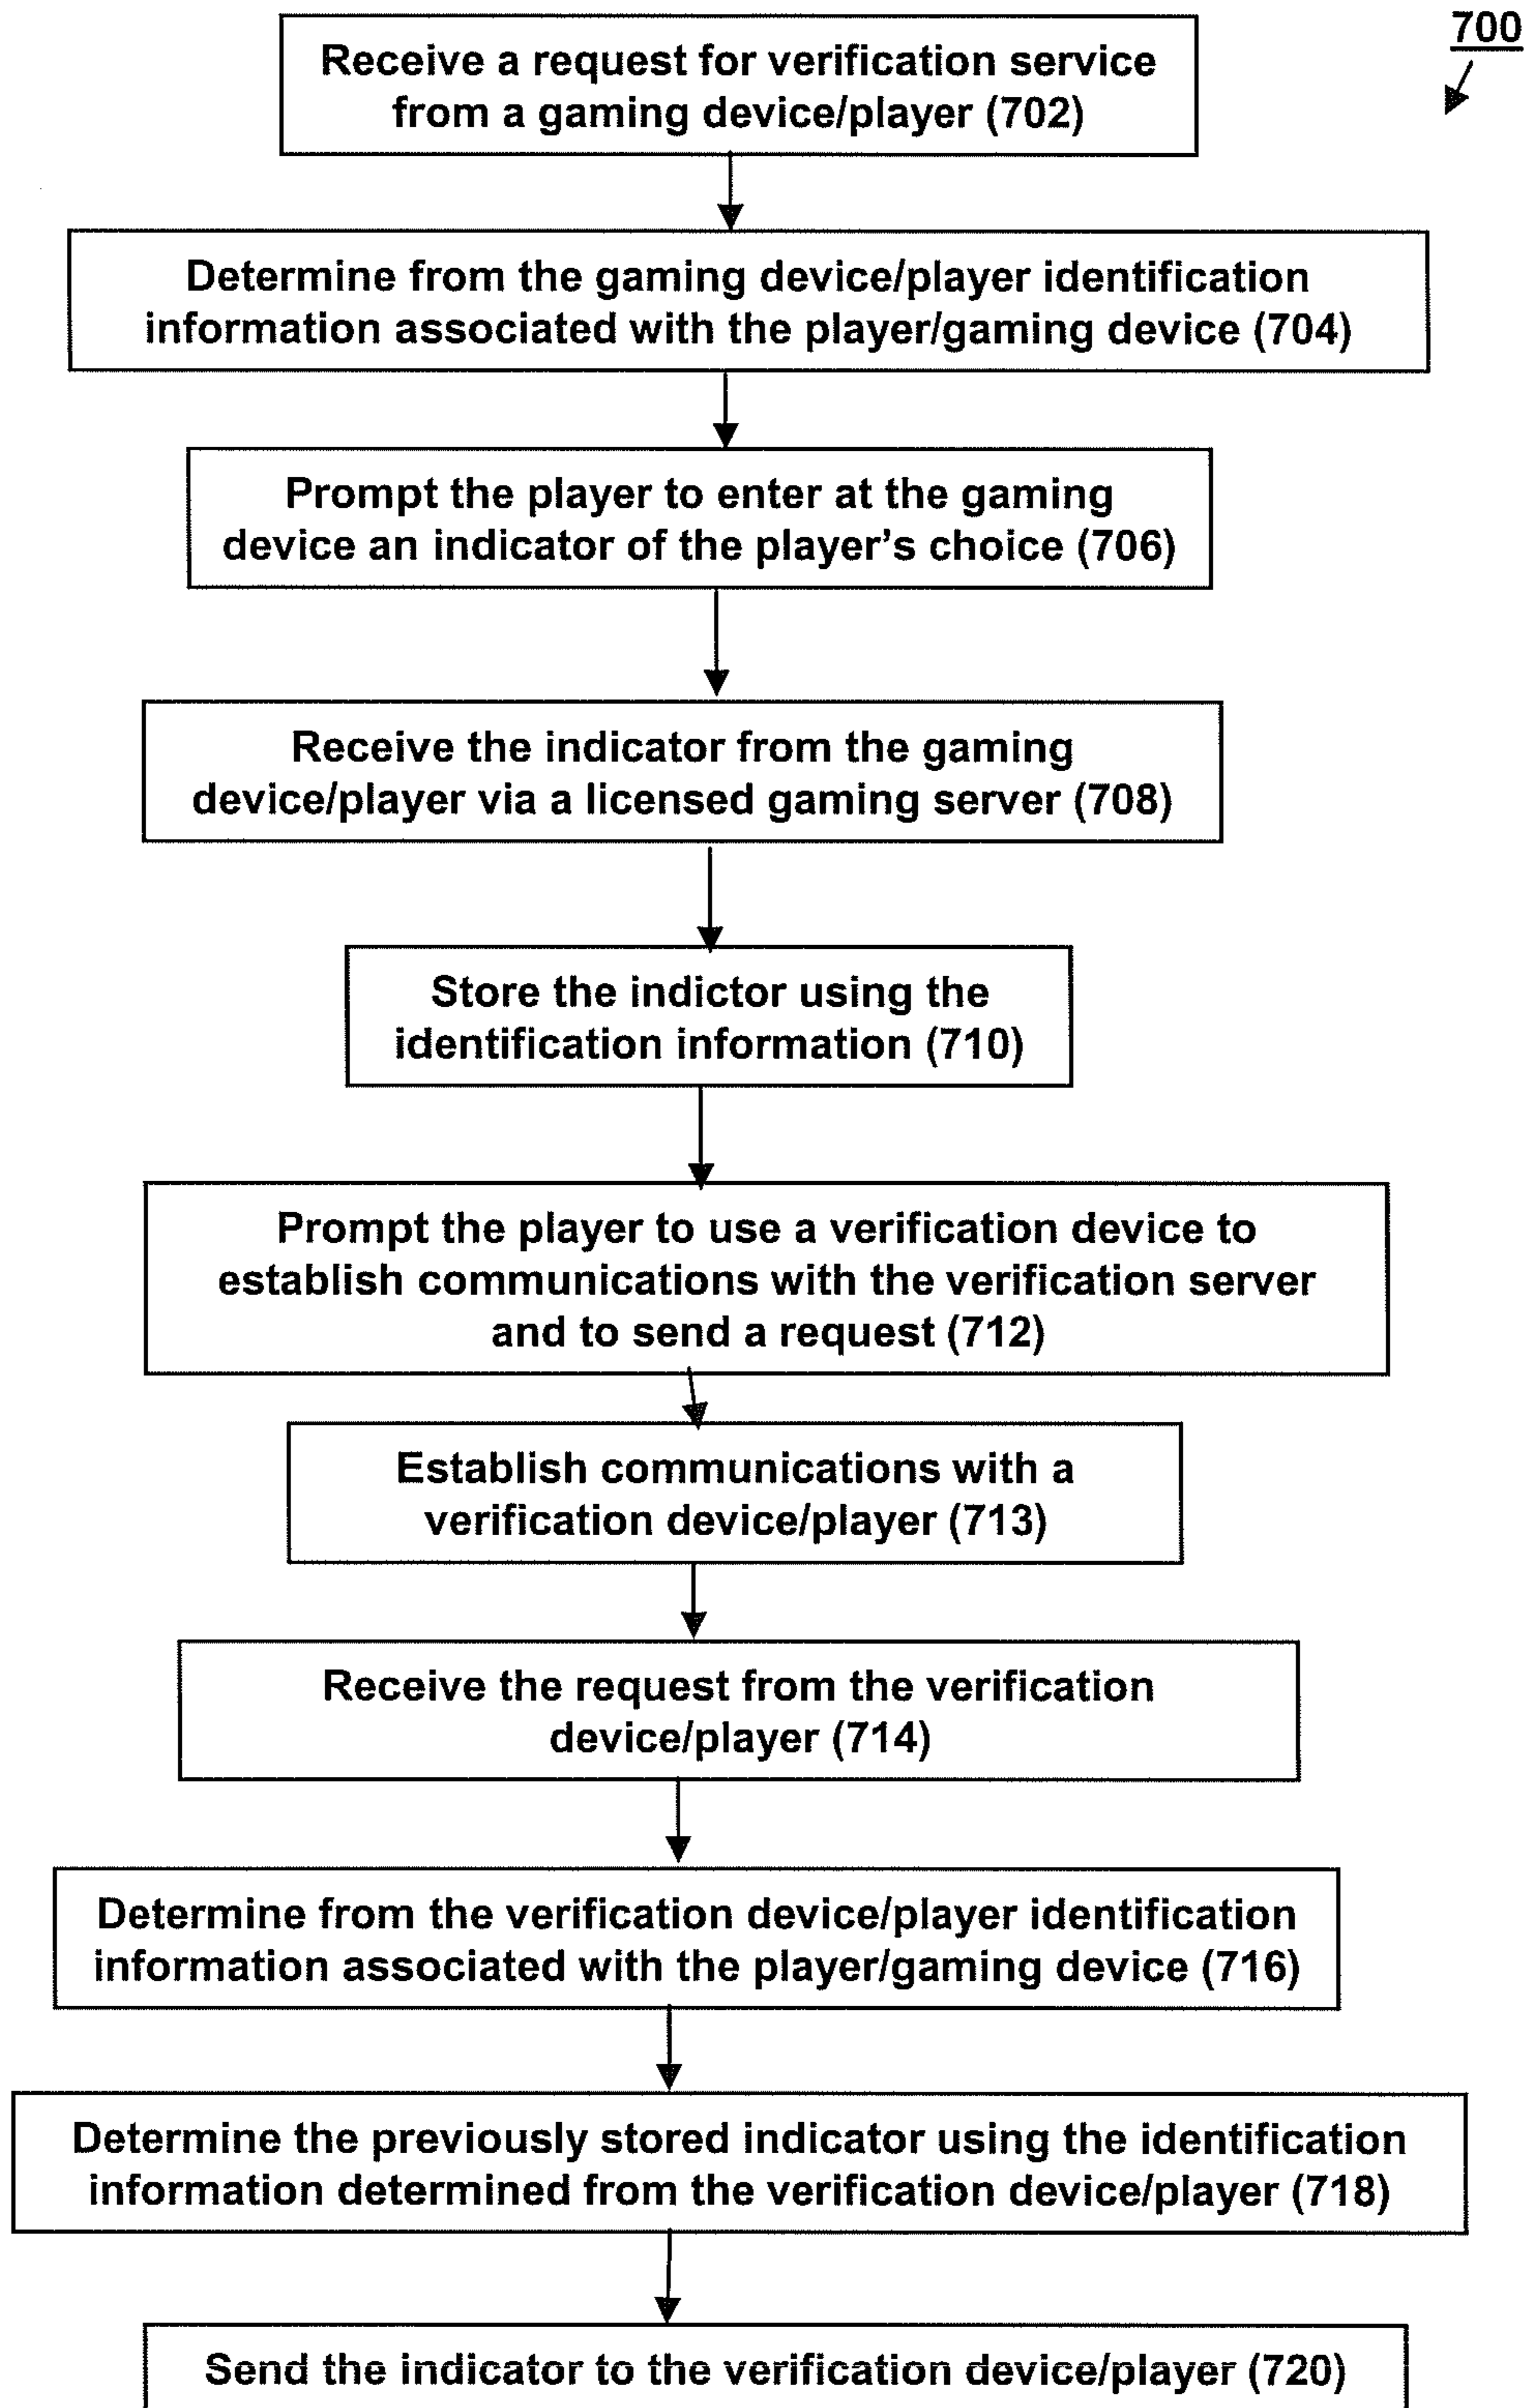 700
Receive a request for verification service
from a gaming device/player (702)
Determine from the gaming device/player identification
information associated with the player/gaming device (704)
Prompt the player to enter at the gaming
device an indicator of the player's choice (706)
Receive the indicator from the gaming
device/player via a licensed gaming server (708)
Store the indictor using the
identification information (710)
Prompt the player to use a verification device to
establish communications with the verification server
and to send a request (712)
Establish communications with a
verification device/player (713)
Receive the request from the verification
device/player (714)
Determine from the verification device/player identification
information associated with the player/gaming device (716)
Determine the previously stored indicator using the identification
information determined from the verification device/player (718)
Send the indicator to the verification device/player (720)